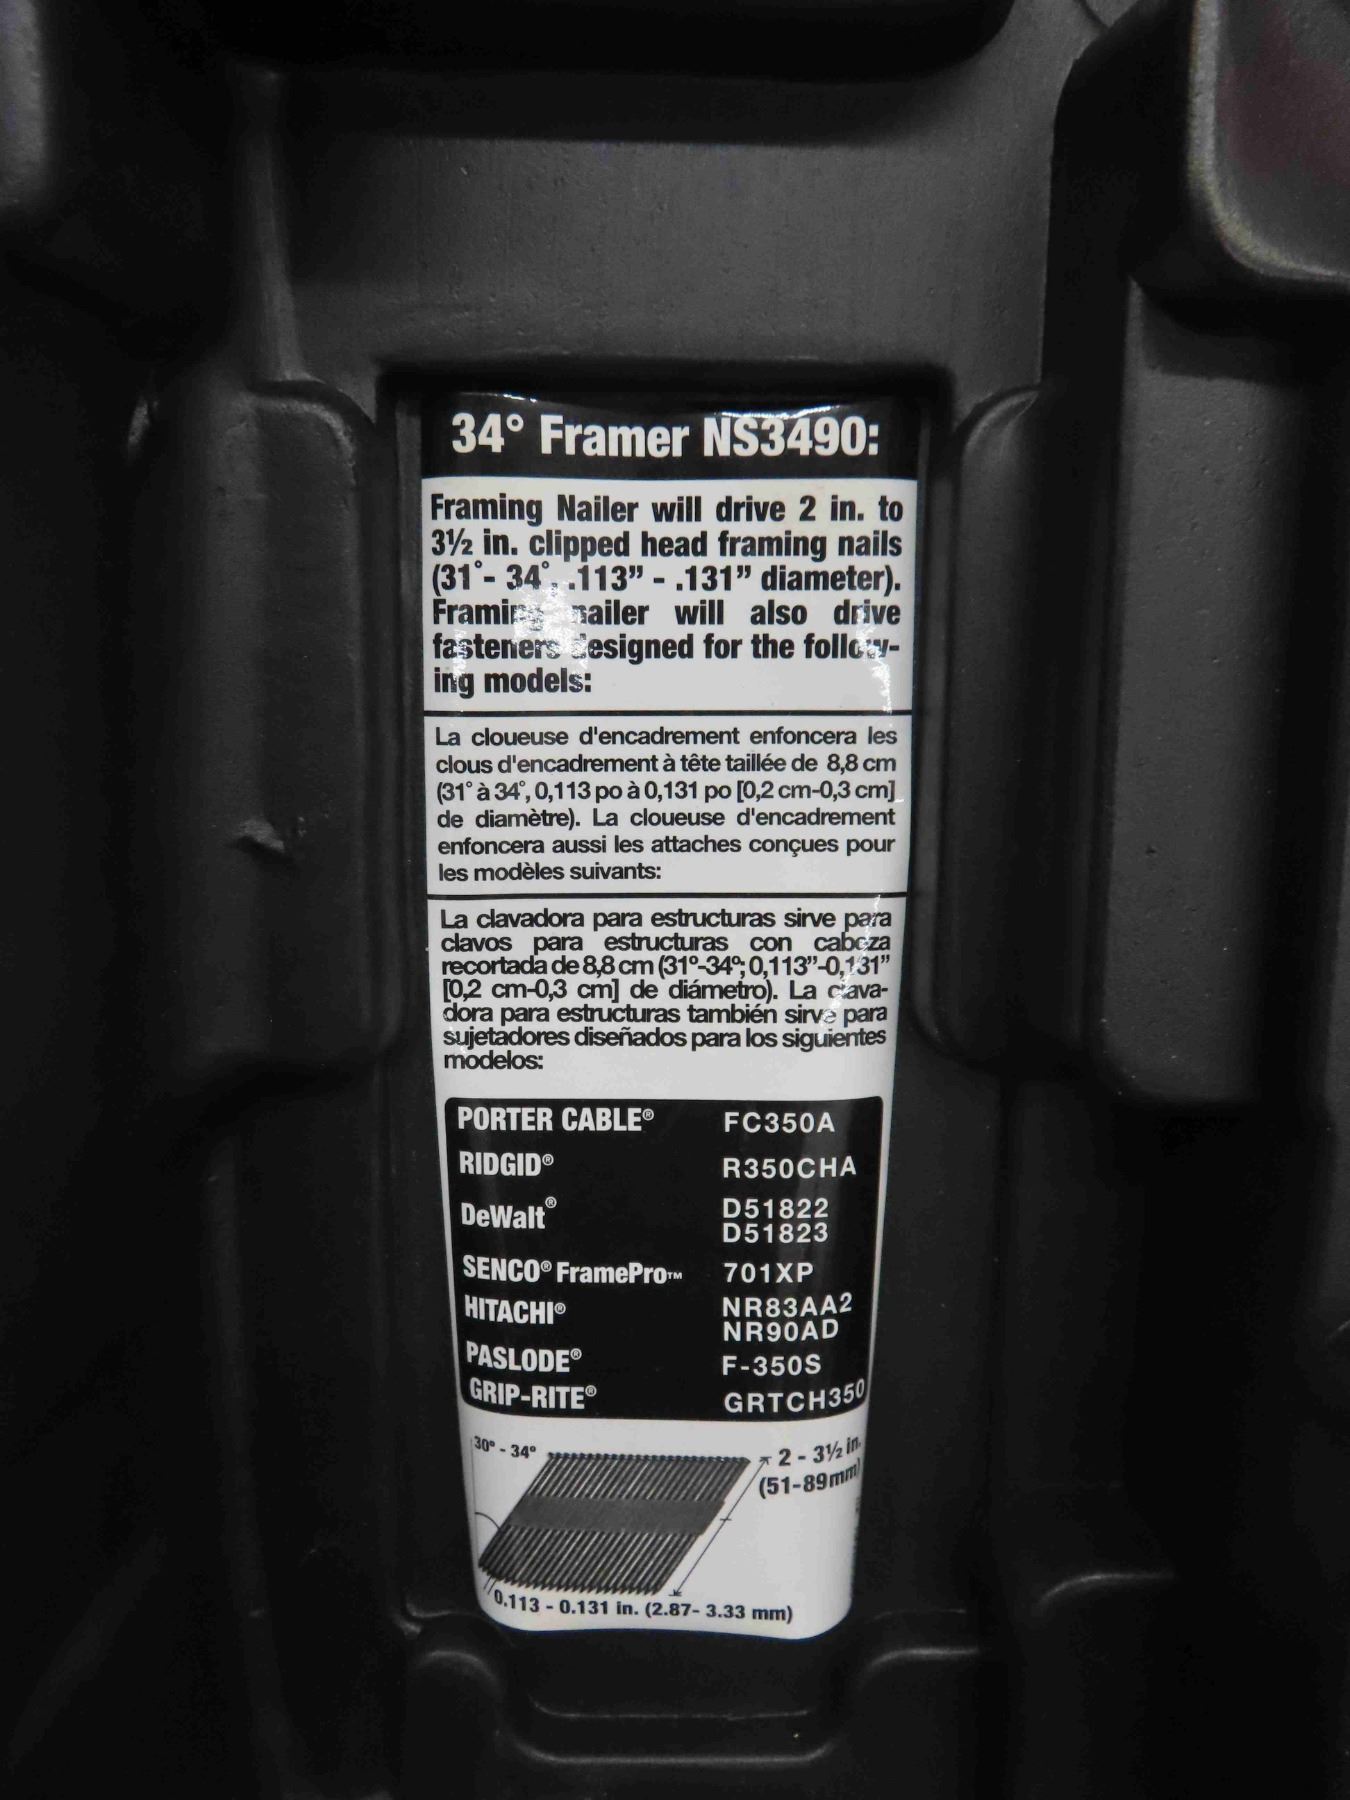 34° Framer NS3490:
Framing Nailer will drive 2 in. to
3½ in. clipped head framing nails
(31°- 34°, .113” - .131” diameter).
Framing nailer will also drive
fasteners designed for the follow-
ing models:
La cloueuse d'encadrement enfoncera les
clous d'encadrement à tête taillée de 8,8 cm
(31° à 34°, 0,113 po à 0,131 po [0,2 cm-0,3 cm]
de diamètre). La cloueuse d'encadrement
enfoncera aussi les attaches conçues pour
les modèles suivants:
La clavadora para estructuras sirve para
clavos para estructuras con cabeza
recortada de 8,8 cm (31º-34º; 0,113”-0,131”
[0,2 cm-0,3 cm] de diámetro). La clava-
dora para estructuras también sirve para
sujetadores diseñados para los siguientes
modelos:
PORTER CABLE® FC350A
RIDGID® R350CHA
DeWalt® D51822
D51823
SENCO® FramePro™ 701XP
HITACHI® NR83AA2
NR90AD
PASLODE® F-350S
GRIP-RITE® GRTCH350
30° - 34°
2 - 3½ in.
(51-89mm)
0.113 - 0.131 in. (2.87- 3.33 mm)